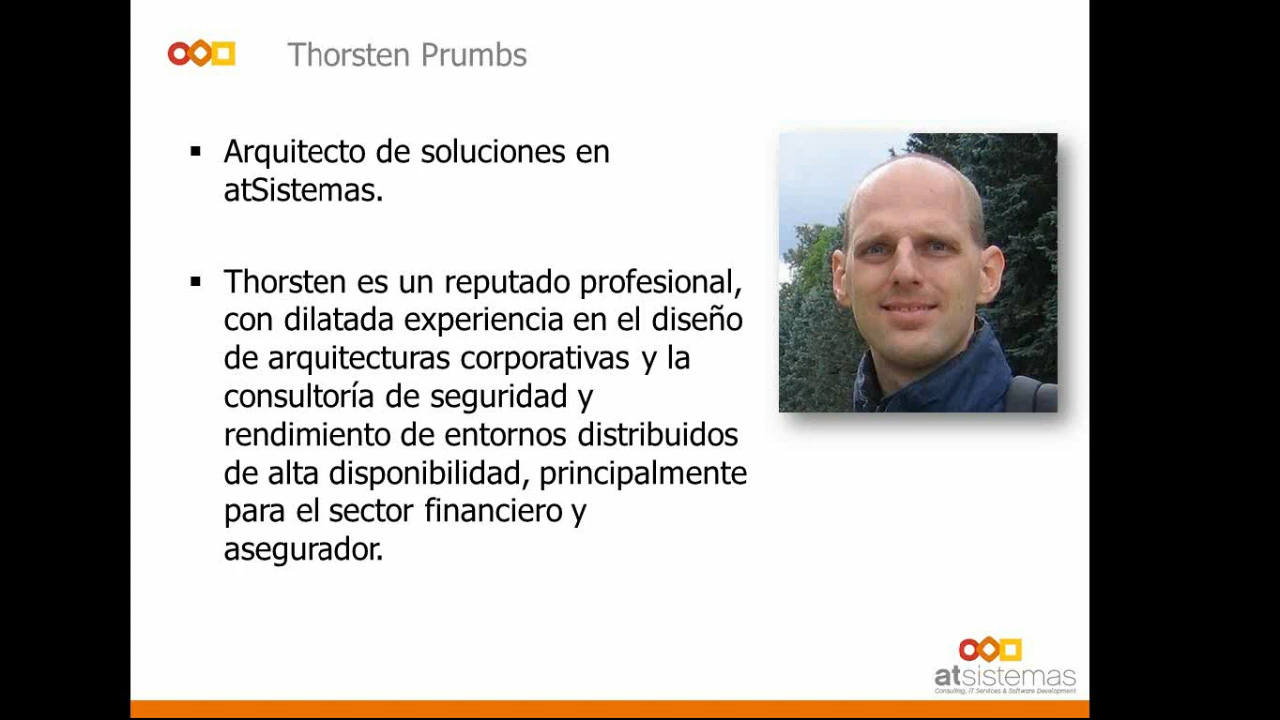 Thorsten Prumbs
▪ Arquitecto de soluciones en
atSistemas.
▪ Thorsten es un reputado profesional,
con dilatada experiencia en el diseño
de arquitecturas corporativas y la
consultoría de seguridad y
rendimiento de entornos distribuidos
de alta disponibilidad, principalmente
para el sector financiero y
asegurador.
atsistemas
Consulting, IT Services & Software Development